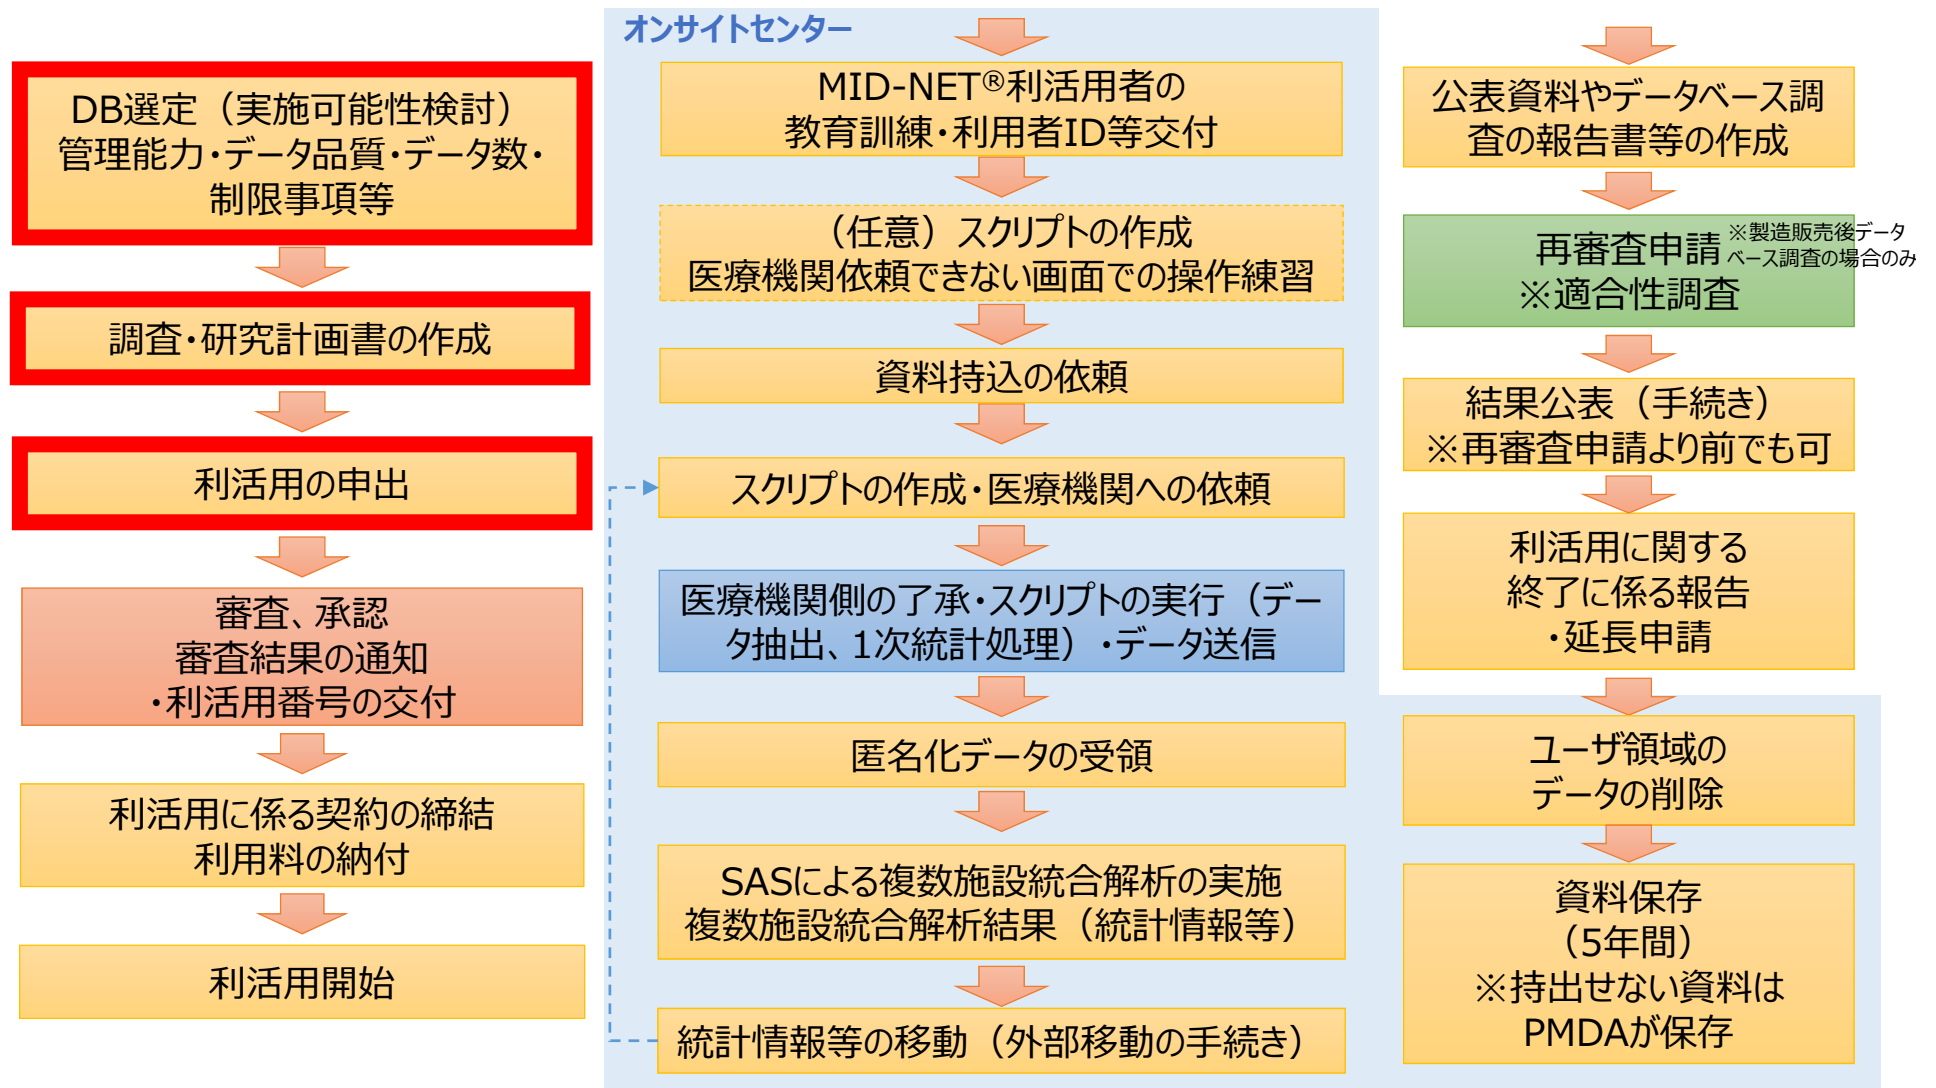 DB選定（実施可能性検討）
管理能力・データ品質・データ数・
制限事項等
調査・研究計画書の作成
利活用の申出
審査、承認
審査結果の通知
・利活用番号の交付
利活用に係る契約の締結
利用料の納付
利活用開始
オンサイトセンター
MID-NET®利活用者の
教育訓練・利用者ID等交付
（任意）スクリプトの作成
医療機関依頼できない画面での操作練習
資料持込の依頼
スクリプトの作成・医療機関への依頼
医療機関側の了承・スクリプトの実行（デー
タ抽出、1次統計処理）・データ送信
匿名化データの受領
SASによる複数施設統合解析の実施
複数施設統合解析結果（統計情報等）
統計情報等の移動（外部移動の手続き）
公表資料やデータベース調
査の報告書等の作成
再審査申請
※製造販売後データ
ベース調査の場合のみ
※適合性調査
結果公表（手続き）
※再審査申請より前でも可
利活用に関する
終了に係る報告
・延長申請
ユーザ領域の
データの削除
資料保存
（5年間）
※持出せない資料は
PMDAが保存